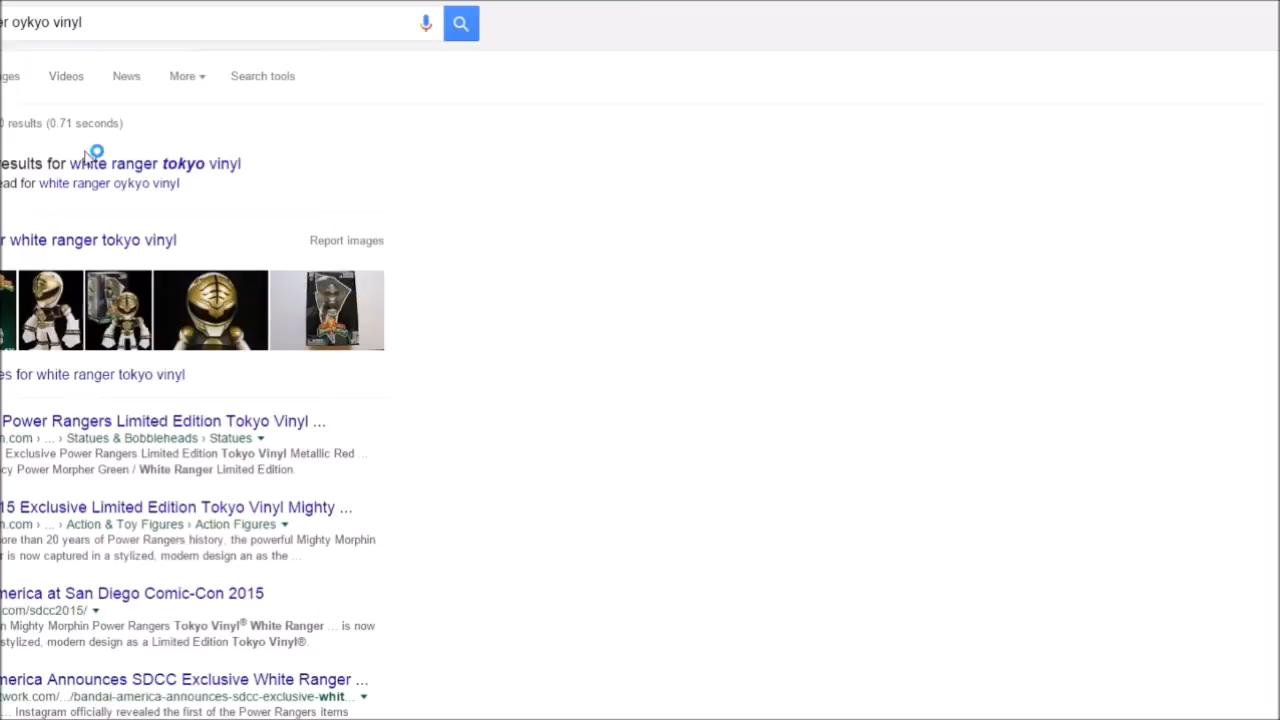 er oykyo vinyl
ges Videos News More Search tools
0 results (0.71 seconds)
esults for white ranger tokyo vinyl
ead for white ranger oykyo vinyl
r white ranger tokyo vinyl Report images
es for white ranger tokyo vinyl
Power Rangers Limited Edition Tokyo Vinyl ...
n.com › ... › Statues & Bobbleheads › Statues
Exclusive Power Rangers Limited Edition Tokyo Vinyl Metallic Red ...
cy Power Morpher Green / White Ranger Limited Edition.
15 Exclusive Limited Edition Tokyo Vinyl Mighty ...
n.com › ... › Action & Toy Figures › Action Figures
ore than 20 years of Power Rangers history, the powerful Mighty Morphin
r is now captured in a stylized, modern design an as the ...
merica at San Diego Comic-Con 2015
com/sdcc2015/
n Mighty Morphin Power Rangers Tokyo Vinyl® White Ranger ... is now
stylized, modern design as a Limited Edition Tokyo Vinyl®.
merica Announces SDCC Exclusive White Ranger ...
twork.com/.../bandai-america-announces-sdcc-exclusive-whit...
... Instagram officially revealed the first of the Power Rangers items